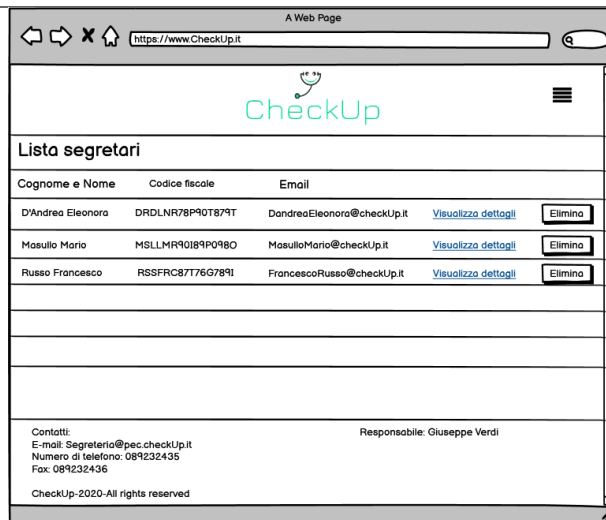 A Web Page
https://www.CheckUp.it
CheckUp
Lista segretari
Cognome e Nome Codice fiscale Email
D'Andrea Eleonora DRDLNR78P90T879T DandreaEleonora@checkUp.it Visualizza dettagli Elimina
Masullo Mario MSLLMR90I89P098O MasulloMario@checkUp.it Visualizza dettagli Elimina
Russo Francesco RSSFRC87T76G789I FrancescoRusso@checkUp.it Visualizza dettagli Elimina
Contatti: Responsabile: Giuseppe Verdi
E-mail: Segreteria@pec.checkUp.it
Numero di telefono: 089232435
Fax: 089232436
CheckUp-2020-All rights reserved